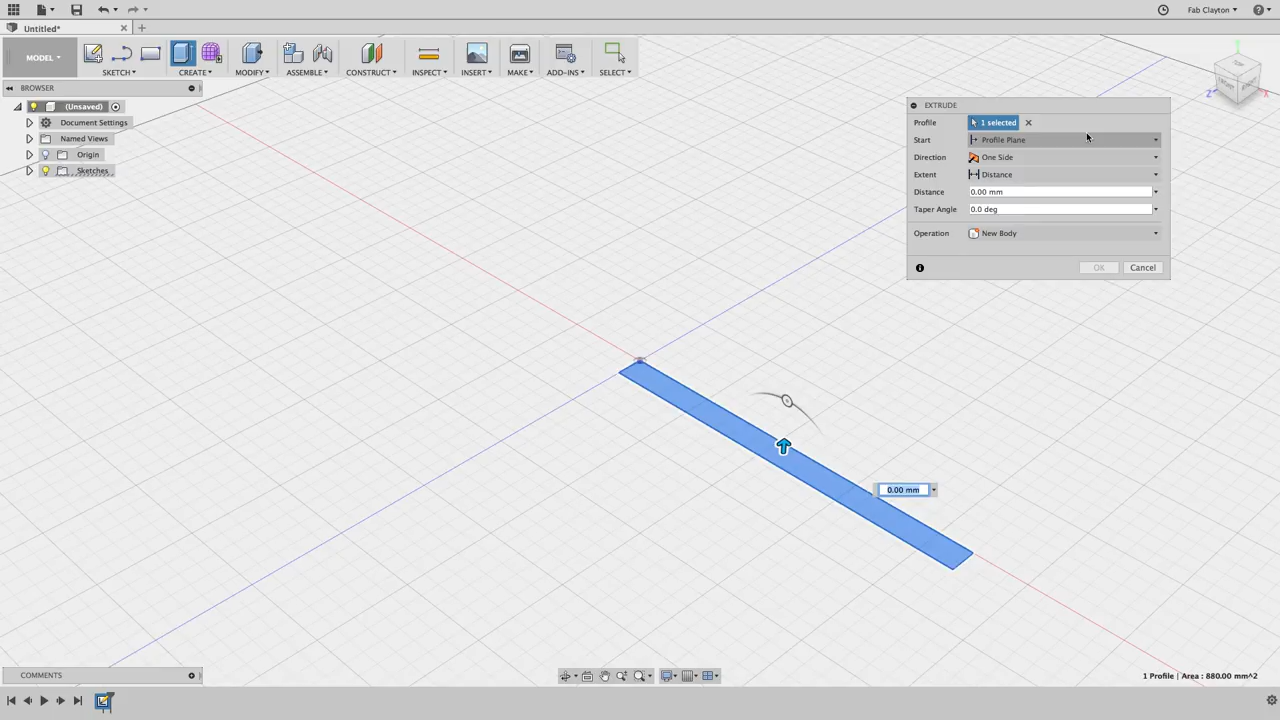 Fab Clayton
Untitled*
MODEL
SKETCH
CREATE
MODIFY
ASSEMBLE
CONSTRUCT
INSPECT
INSERT
MAKE
ADD-INS
SELECT
BROWSER
(Unsaved)
Document Settings
Named Views
Origin
Sketches
TOP
FRONT
RIGHT
Z
X
EXTRUDE
Profile 1 selected
Start Profile Plane
Direction One Side
Extent Distance
Distance 0.00 mm
Taper Angle 0.0 deg
Operation New Body
OK Cancel
0.00 mm
COMMENTS
1 Profile | Area : 880.00 mm^2